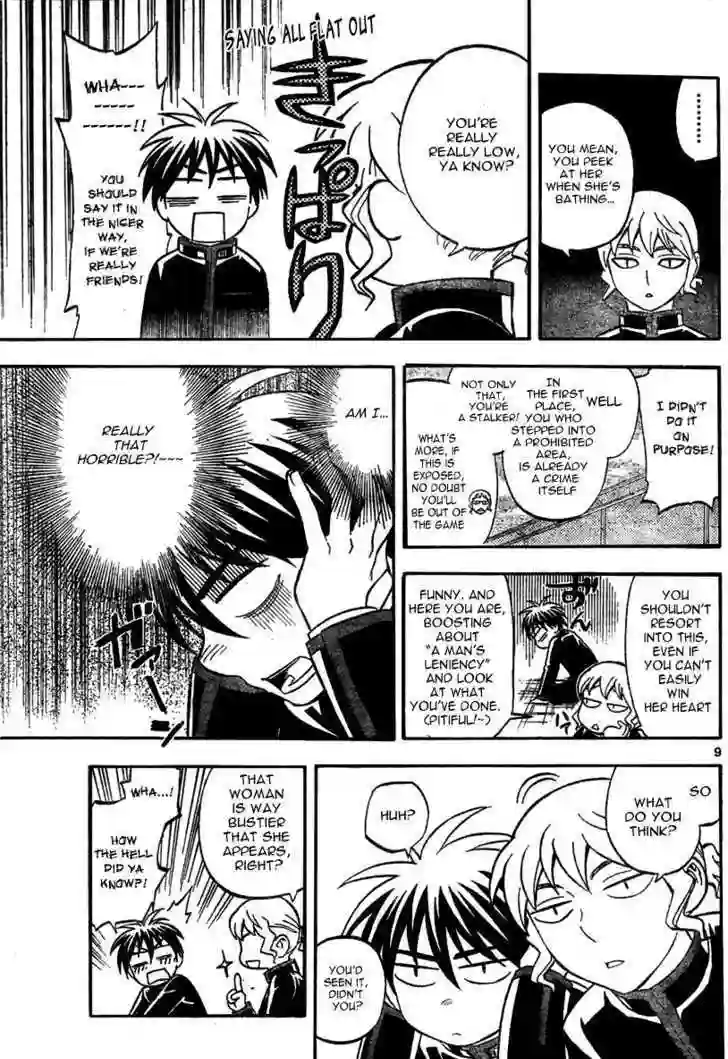 .........
YOU MEAN,
YOU PEEK
AT HER
WHEN SHE'S
BATHING...
YOU'RE
REALLY
REALLY LOW,
YA KNOW?
SAYING ALL FLAT OUT
きっぱり
WHA---
------
-------!!
YOU
SHOULD
SAY IT IN
THE NICER
WAY,
IF WE'RE
REALLY
FRIENDS!
I DIDN'T
DO IT
ON
PURPOSE!
WELL
IN
THE FIRST
PLACE,
YOU WHO
STEPPED INTO
A PROHIBITED
AREA,
IS ALREADY
A CRIME
ITSELF
NOT ONLY
THAT,
YOU'RE
A STALKER!
WHAT'S
MORE, IF
THIS IS
EXPOSED,
NO DOUBT
YOU'LL
BE OUT OF
THE GAME
AM I...
REALLY
THAT
HORRIBLE?!~~~
ガーン
YOU
SHOULDN'T
RESORT
INTO THIS,
EVEN IF
YOU CAN'T
EASILY
WIN
HER HEART
FUNNY. AND
HERE YOU ARE,
BOOSTING
ABOUT
"A MAN'S
LENIENCY"
AND LOOK
AT WHAT
YOU'VE DONE.
(PITIFUL!~)
9
SO
WHAT
DO YOU
THINK?
HUH?
YOU'D
SEEN IT,
DIDN'T
YOU?
THAT
WOMAN
IS WAY
BUSTIER
THAT SHE
APPEARS,
RIGHT?
WHA...!
HOW
THE HELL
DID YA
KNOW?!